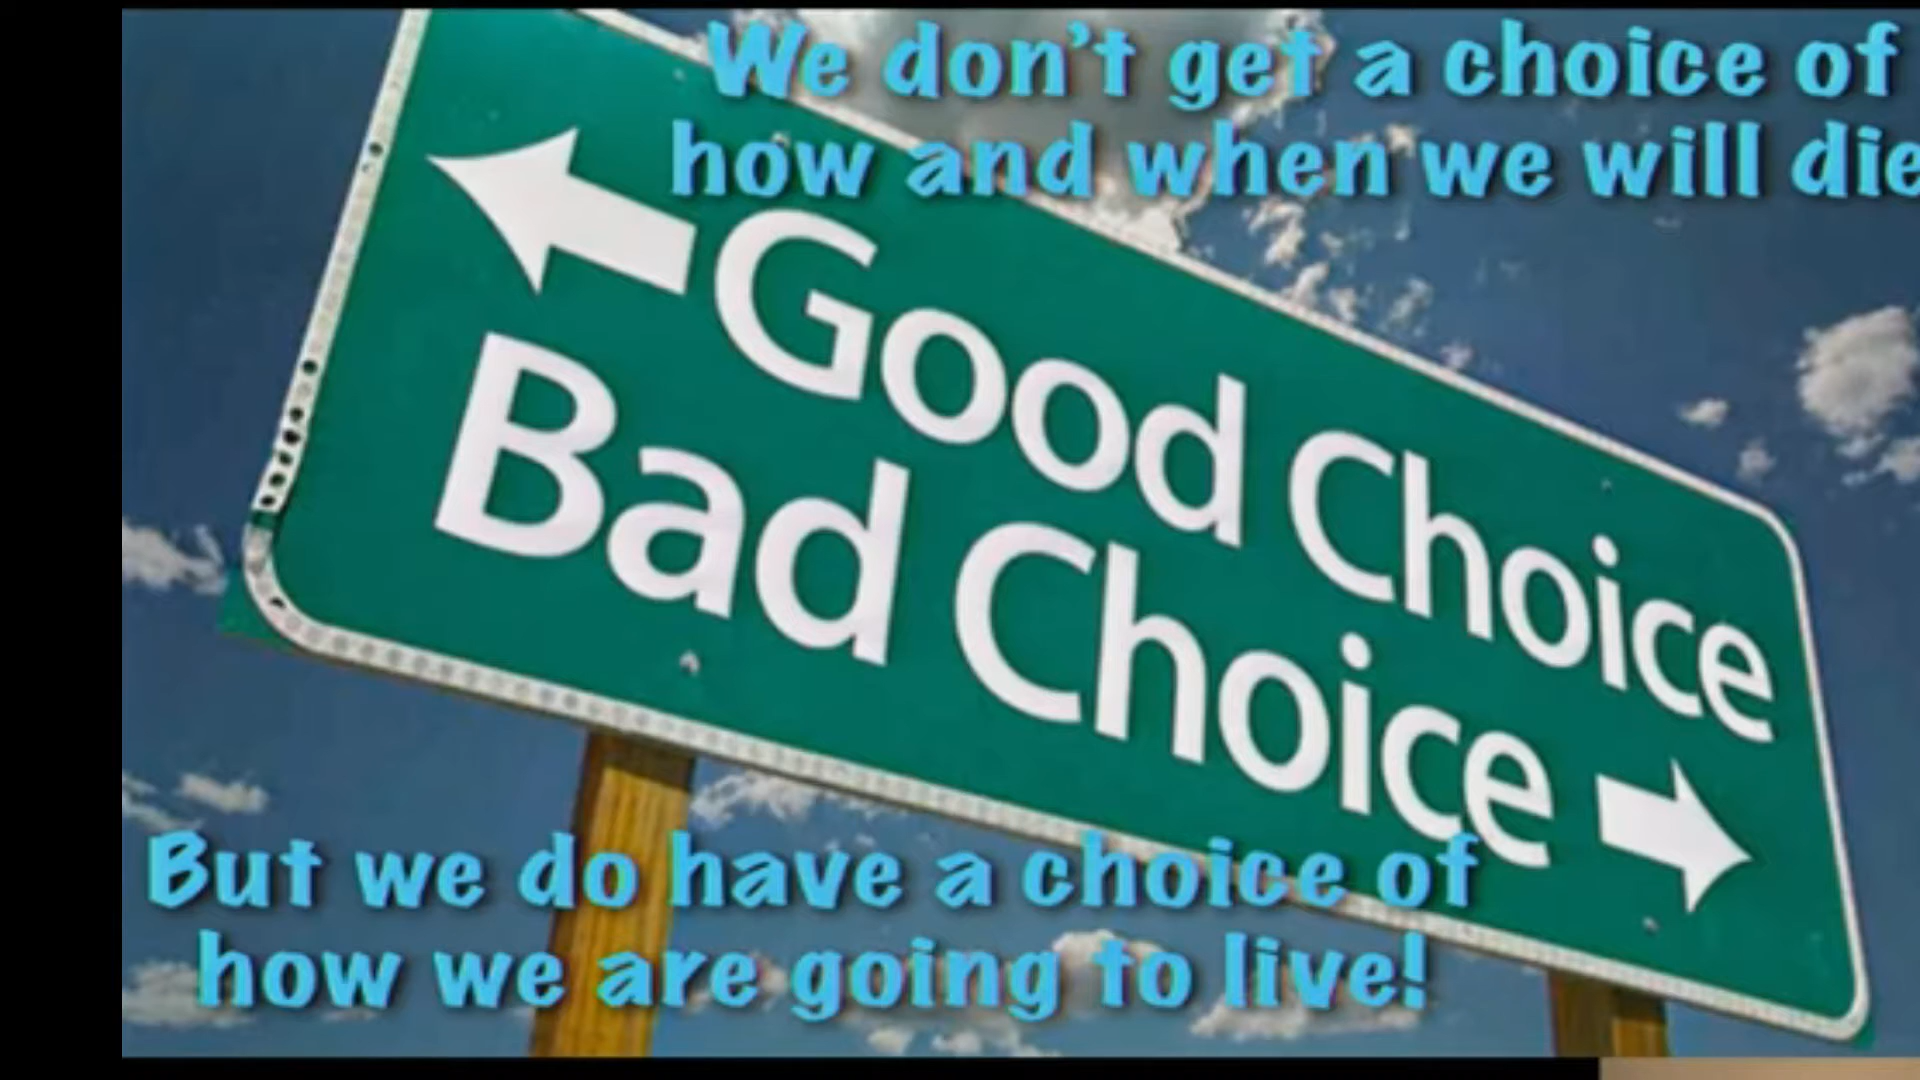 We don't get a choice of
how and when we will die
Good Choice
Bad Choice
But we do have a choice of
how we are going to live!